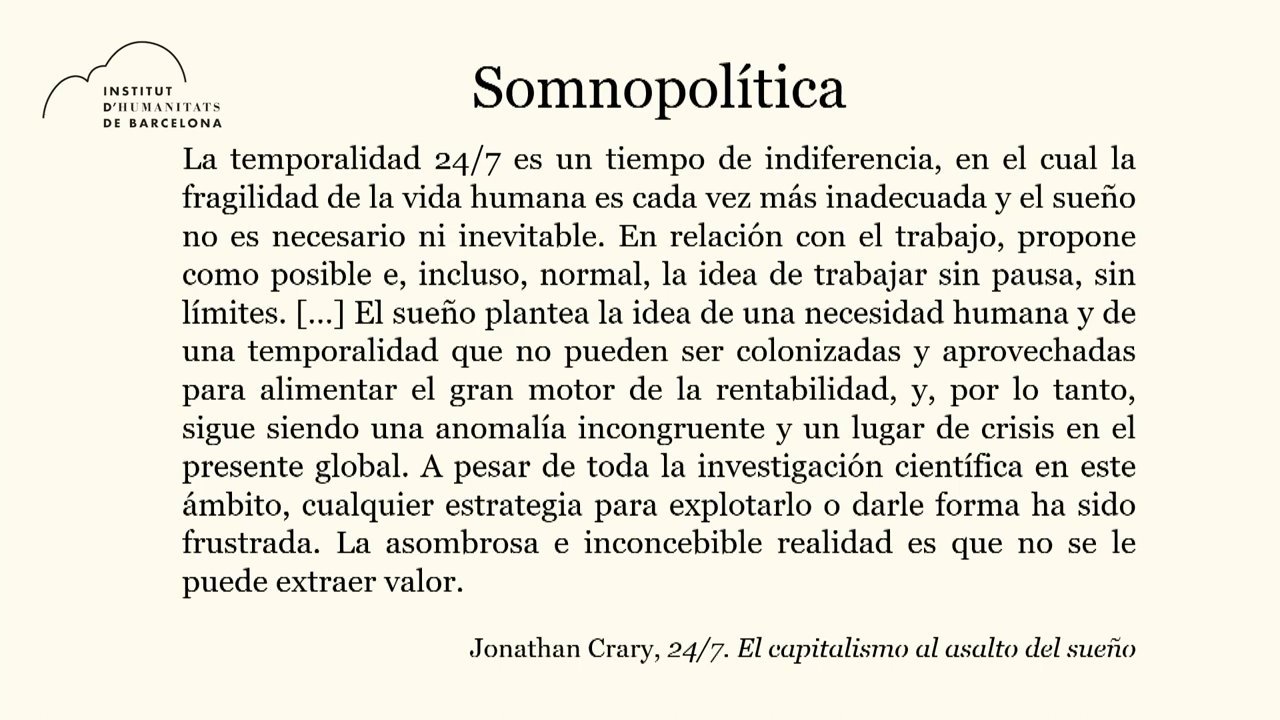 INSTITUT
D'HUMANITATS
DE BARCELONA
Somnopolítica
La temporalidad 24/7 es un tiempo de indiferencia, en el cual la
fragilidad de la vida humana es cada vez más inadecuada y el sueño
no es necesario ni inevitable. En relación con el trabajo, propone
como posible e, incluso, normal, la idea de trabajar sin pausa, sin
límites. [...] El sueño plantea la idea de una necesidad humana y de
una temporalidad que no pueden ser colonizadas y aprovechadas
para alimentar el gran motor de la rentabilidad, y, por lo tanto,
sigue siendo una anomalía incongruente y un lugar de crisis en el
presente global. A pesar de toda la investigación científica en este
ámbito, cualquier estrategia para explotarlo o darle forma ha sido
frustrada. La asombrosa e inconcebible realidad es que no se le
puede extraer valor.
Jonathan Crary, 24/7. El capitalismo al asalto del sueño